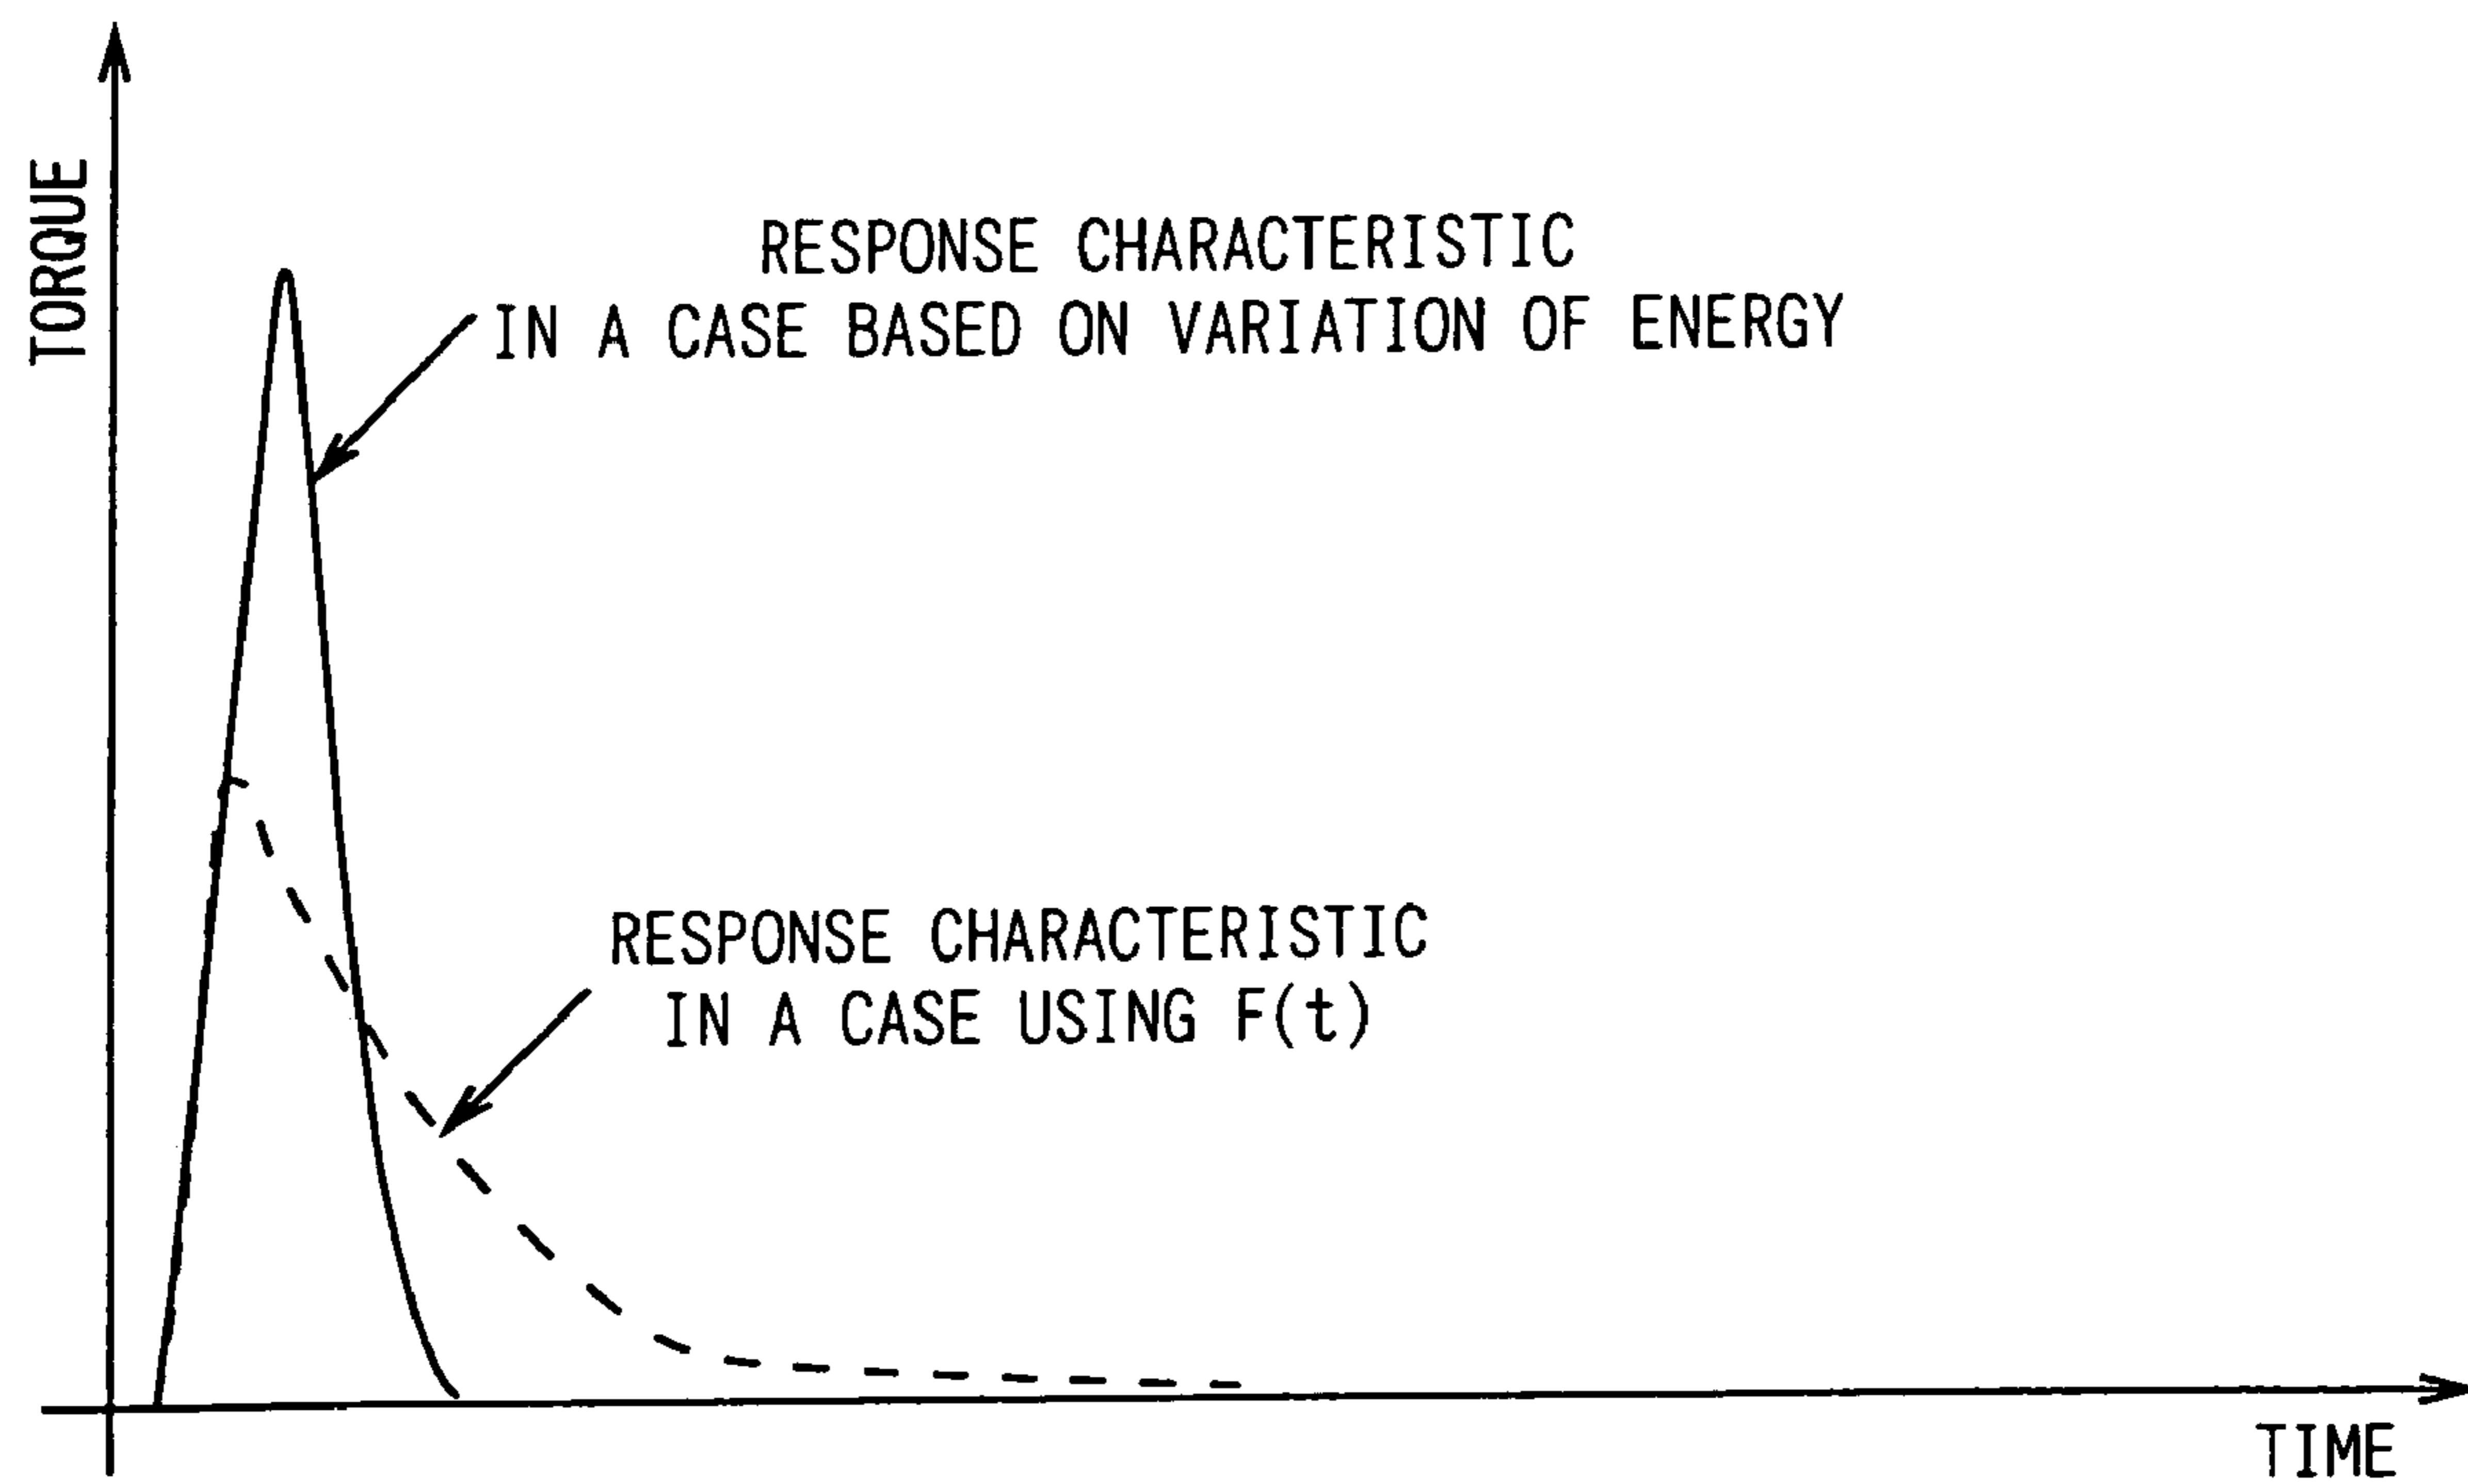 TORQUE
RESPONSE CHARACTERISTIC
IN A CASE BASED ON VARIATION OF ENERGY
RESPONSE CHARACTERISTIC
IN A CASE USING F(t)
TIME